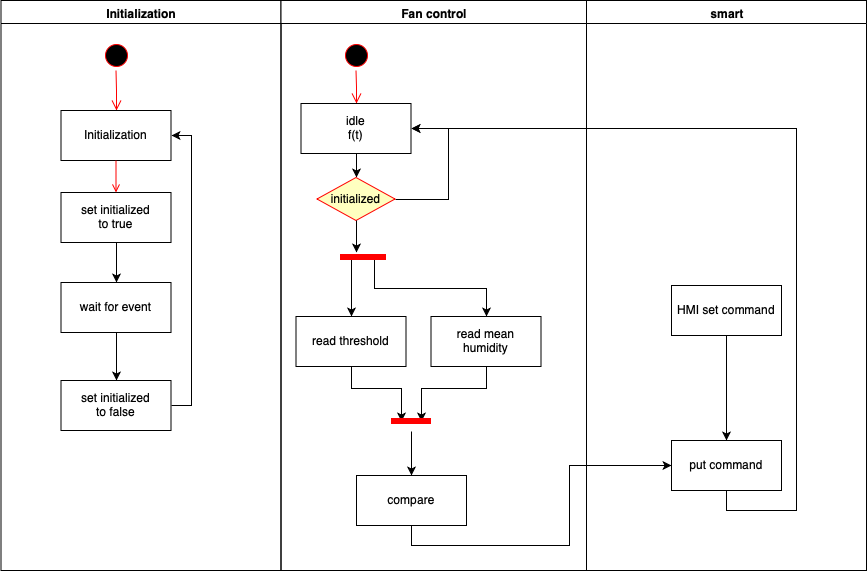 Initialization
Fan control
smart
Initialization
set initialized
to true
wait for event
set initialized
to false
idle
f(t)
initialized
read threshold
read mean
humidity
compare
HMI set command
put command